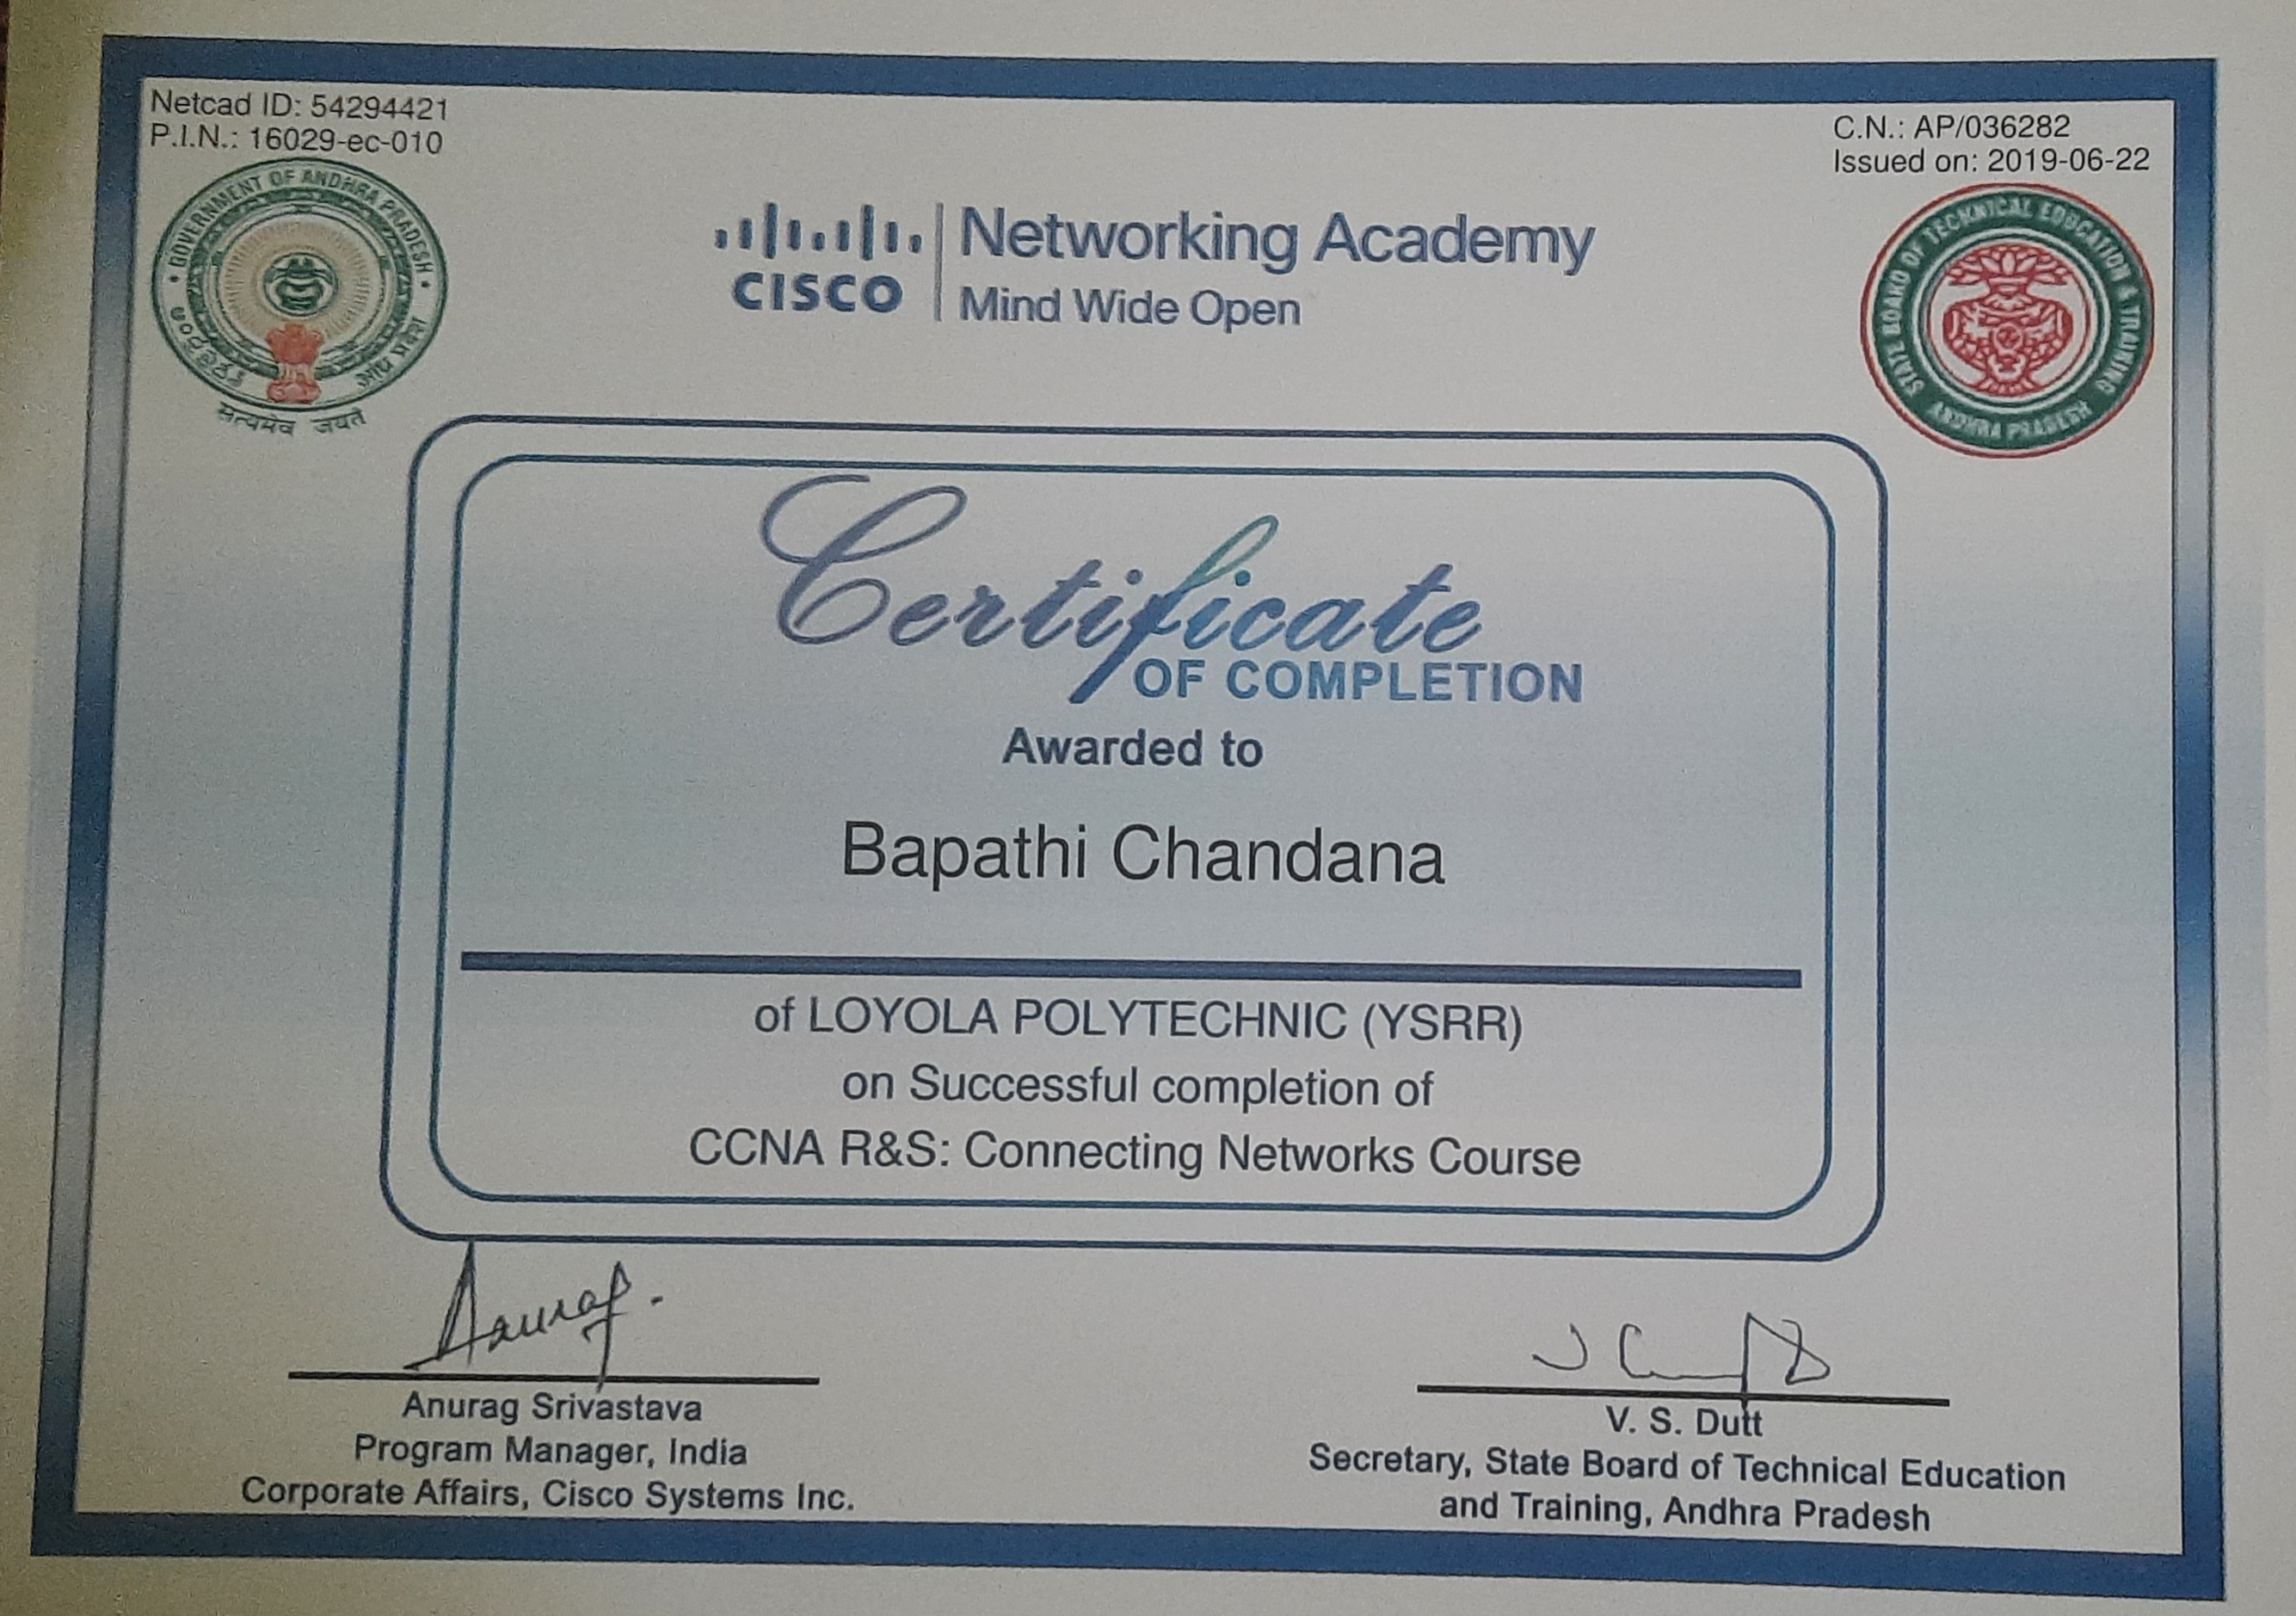 Netcad ID: 54294421
P.I.N.: 16029-ec-010
C.N.: AP/036282
Issued on: 2019-06-22
GOVERNMENT OF ANDHRA PRADESH
सत्यमेव जयते
CISCO
Networking Academy
Mind Wide Open
STATE BOARD OF TECHNICAL EDUCATION & TRAINING
ANDHRA PRADESH
Certificate
OF COMPLETION
Awarded to
Bapathi Chandana
of LOYOLA POLYTECHNIC (YSRR)
on Successful completion of
CCNA R&S: Connecting Networks Course
Anurag.
Anurag Srivastava
Program Manager, India
Corporate Affairs, Cisco Systems Inc.
V. S. Dutt
Secretary, State Board of Technical Education
and Training, Andhra Pradesh